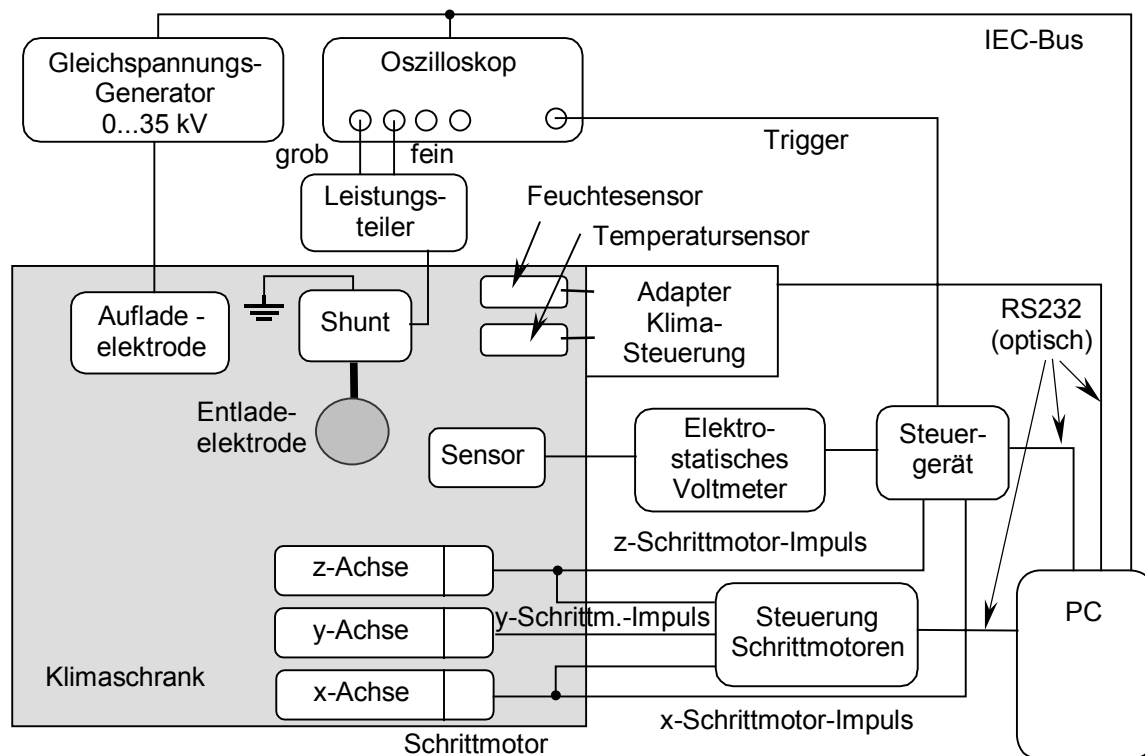 IEC-Bus
Gleichspannungs-
Generator
0...35 kV
Oszilloskop
grob
fein
Trigger
Leistungs-
teiler
Feuchtesensor
Temperatursensor
Auflade -
elektrode
Shunt
Adapter
Klima-
Steuerung
RS232
(optisch)
Entlade-
elektrode
Sensor
Elektro-
statisches
Voltmeter
Steuer-
gerät
z-Schrittmotor-Impuls
z-Achse
y-Achse
y-Schrittm.-Impuls
Steuerung
Schrittmotoren
PC
Klimaschrank
x-Achse
x-Schrittmotor-Impuls
Schrittmotor